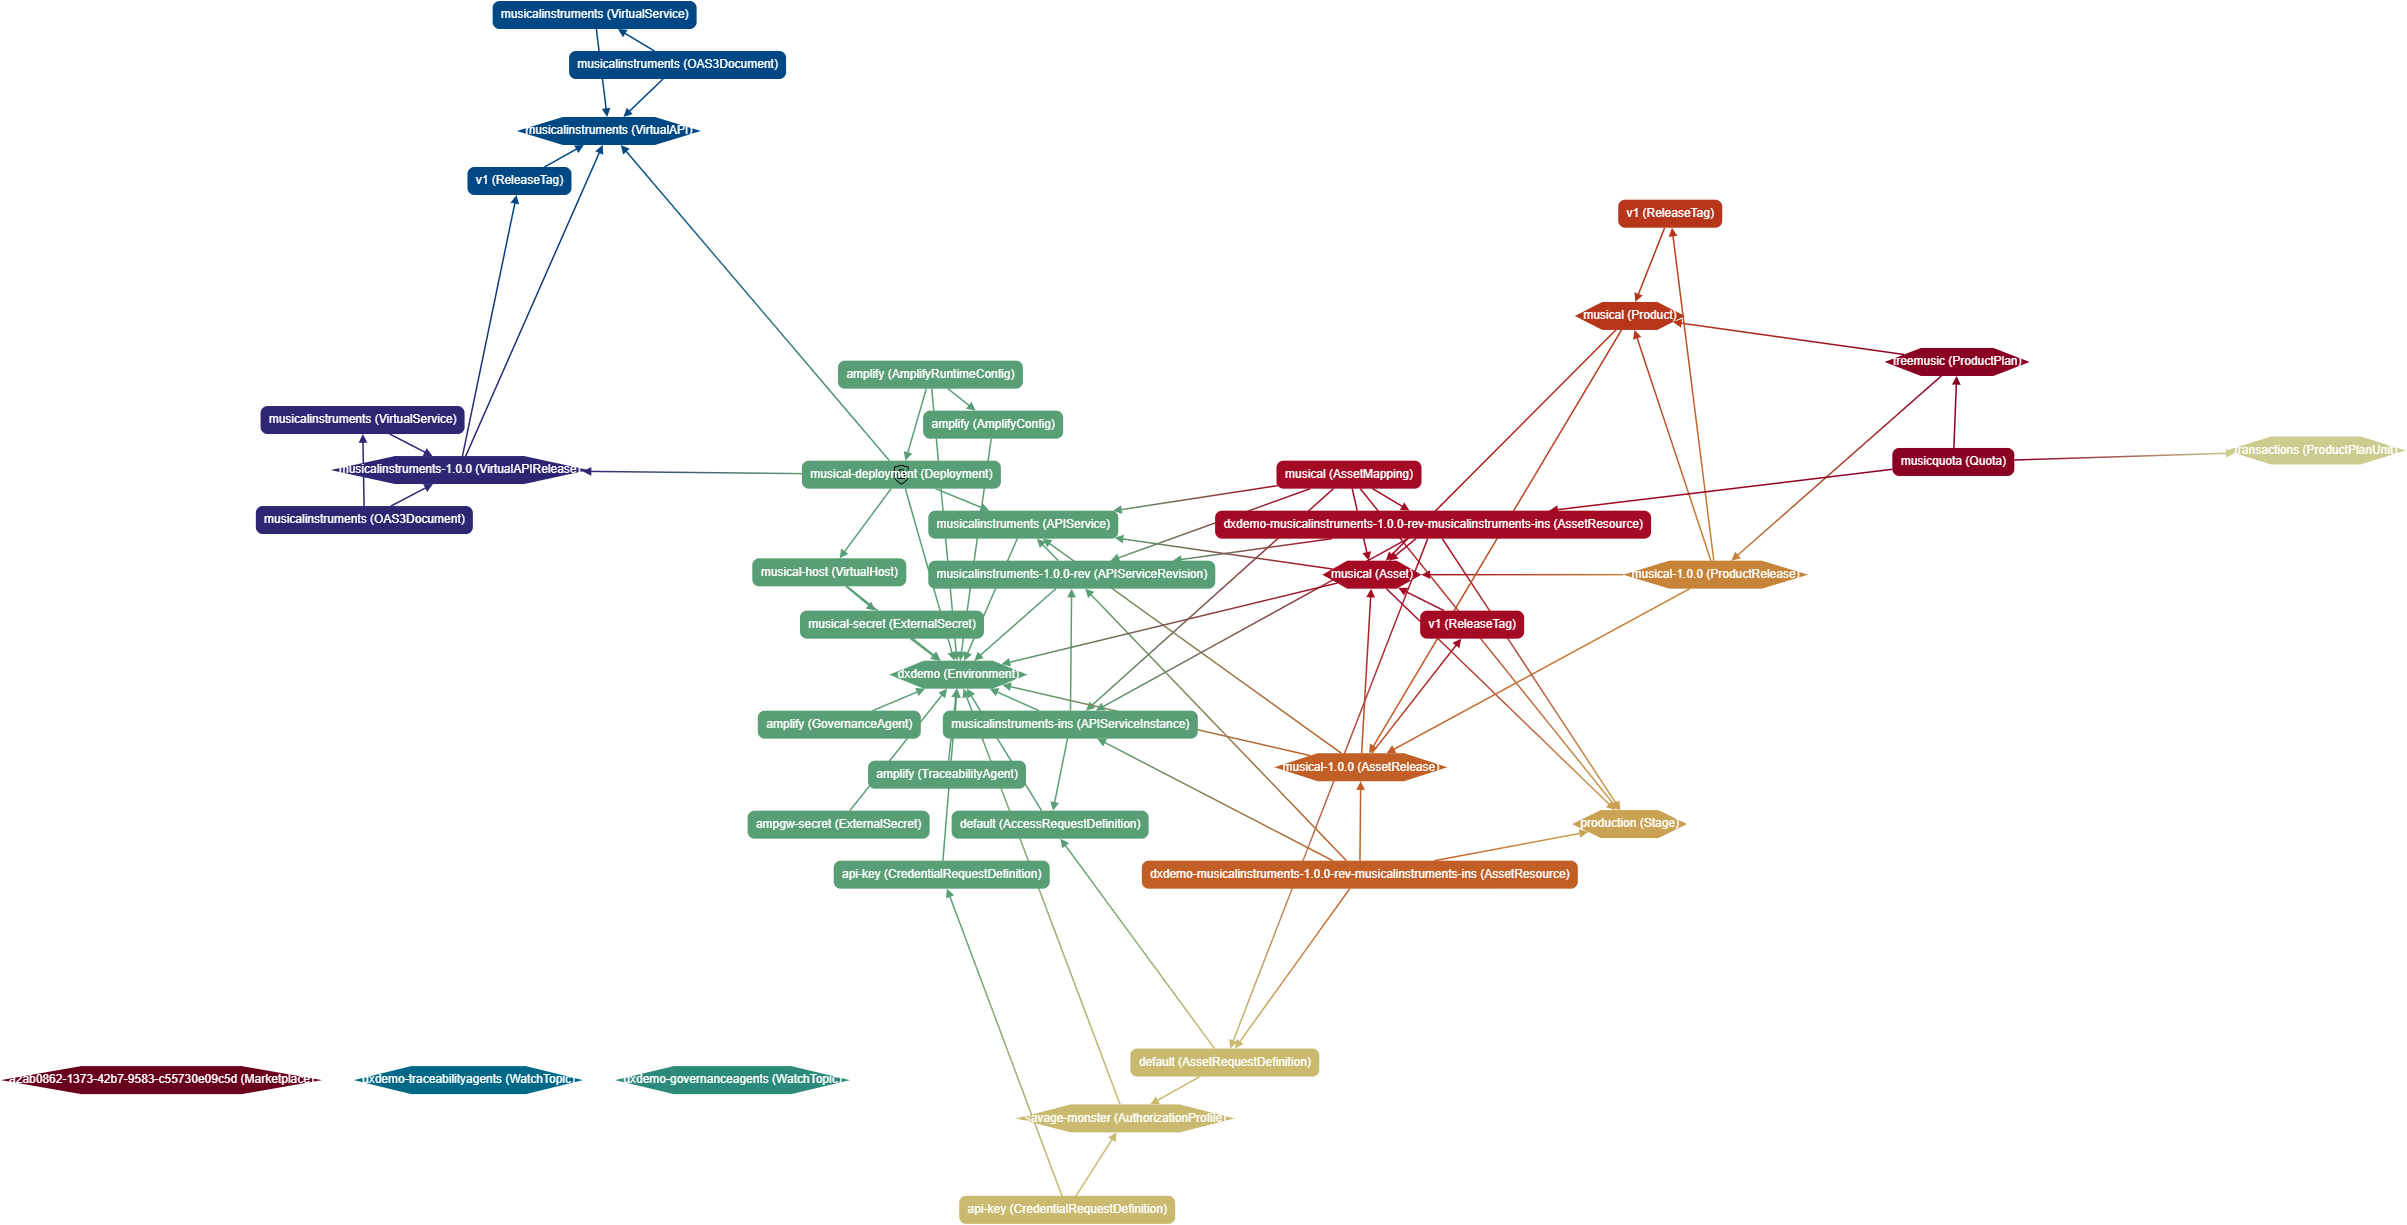 musicalinstruments (VirtualService)
musicalinstruments (OAS3Document)
musicalinstruments (VirtualAPI)
v1 (ReleaseTag)
v1 (ReleaseTag)
musical (Product)
freemusic (ProductPlan)
amplify (AmplifyRuntimeConfig)
amplify (AmplifyConfig)
musicalinstruments (VirtualService)
musicalinstruments-1.0.0 (VirtualAPIRelease)
musicalinstruments (OAS3Document)
musical-deployment (Deployment)
musical (AssetMapping)
musicquota (Quota)
transactions (ProductPlanUnit)
musicalinstruments (APIService)
dxdemo-musicalinstruments-1.0.0-rev-musicalinstruments-ins (AssetResource)
musical-host (VirtualHost)
musicalinstruments-1.0.0-rev (APIServiceRevision)
musical (Asset)
musical-1.0.0 (ProductRelease)
musical-secret (ExternalSecret)
v1 (ReleaseTag)
dxdemo (Environment)
amplify (GovernanceAgent)
musicalinstruments-ins (APIServiceInstance)
amplify (TraceabilityAgent)
musical-1.0.0 (AssetRelease)
ampgw-secret (ExternalSecret)
default (AccessRequestDefinition)
production (Stage)
api-key (CredentialRequestDefinition)
dxdemo-musicalinstruments-1.0.0-rev-musicalinstruments-ins (AssetResource)
default (AssetRequestDefinition)
a2ab0862-1373-42b7-9583-c55730e09c5d (Marketplace)
dxdemo-traceabilityagents (WatchTopic)
dxdemo-governanceagents (WatchTopic)
savage-monster (AuthorizationProfile)
api-key (CredentialRequestDefinition)